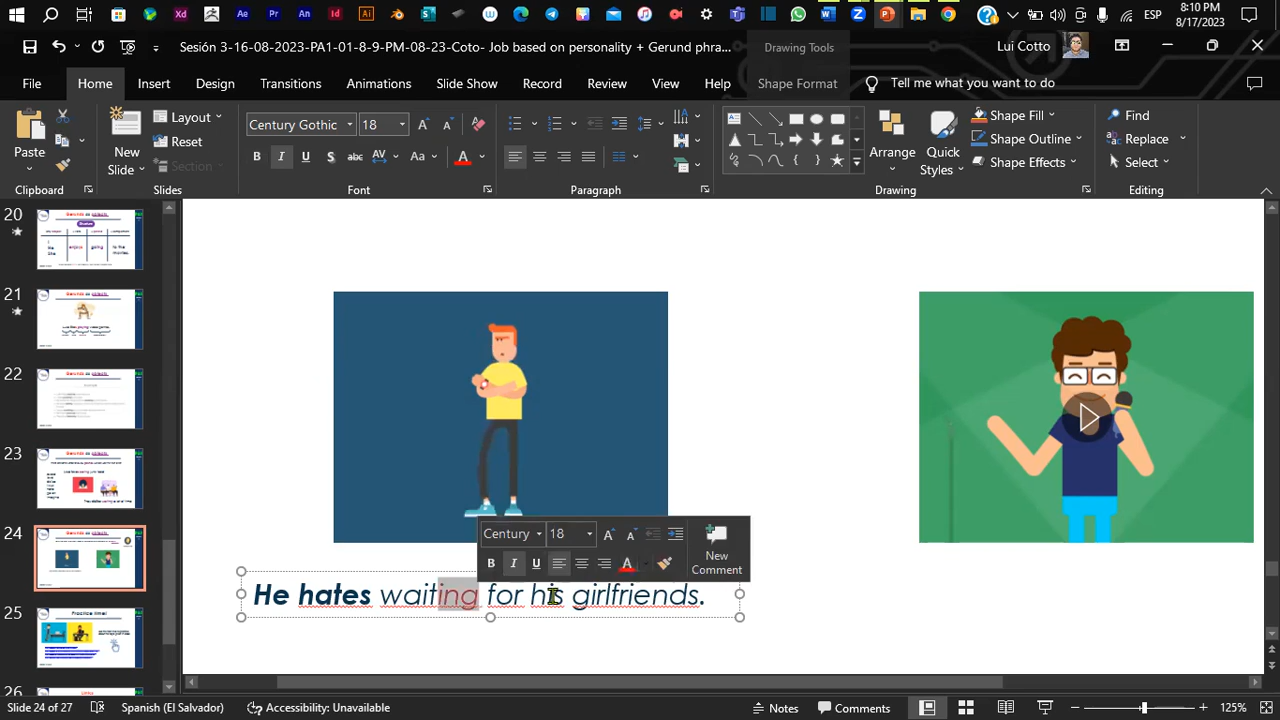 ESP
8:10 PM
8/17/2023
Sesión 3-16-08-2023-PA1-01-8-9-PM-08-23-Coto- Job based on personality + Gerund phra...
Drawing Tools
Lui Cotto
File Home Insert Design Transitions Animations Slide Show Record Review View Help Shape Format Tell me what you want to do
Paste
New Slide
Layout
Reset
Section
Century Gothic 18
Arrange
Quick Styles
Shape Fill
Shape Outline
Shape Effects
Find
Replace
Select
Clipboard Slides Font Paragraph Drawing Editing
20
21
22
23
24
25
Practice time!
26
Century 18
New Comment
He hates waiting for his girlfriends.
Slide 24 of 27 Spanish (El Salvador) Accessibility: Unavailable Notes Comments 125%